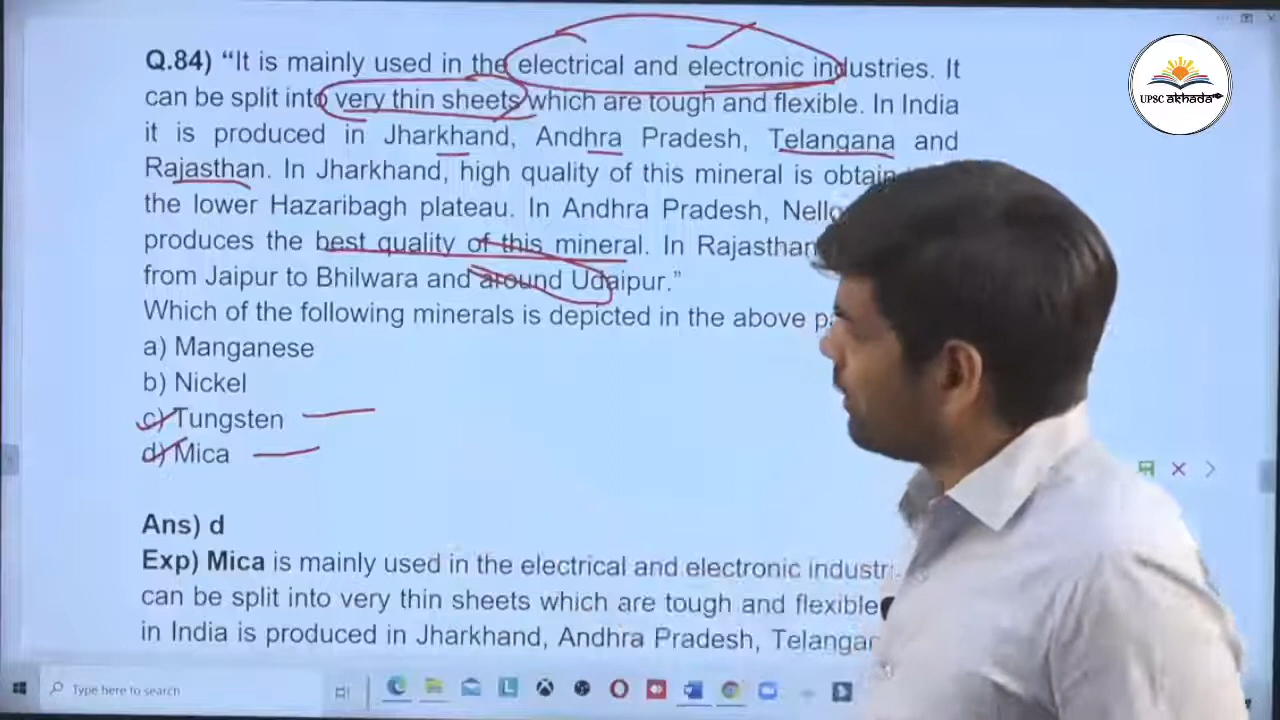 Q.84) “It is mainly used in the electrical and electronic industries. It
can be split into very thin sheets which are tough and flexible. In India
it is produced in Jharkhand, Andhra Pradesh, Telangana and
Rajasthan. In Jharkhand, high quality of this mineral is
the lower Hazaribagh plateau. In Andhra Pradesh,
produces the best quality of this mineral. In Rajasthan
from Jaipur to Bhilwara and around Udaipur.”
Which of the following minerals is depicted in the above
a) Manganese
b) Nickel
c) Tungsten
d) Mica
Ans) d
Exp) Mica is mainly used in the electrical and electronic
can be split into very thin sheets which are tough and flexible
in India is produced in Jharkhand, Andhra Pradesh,
Type here to search
UPSC akhada